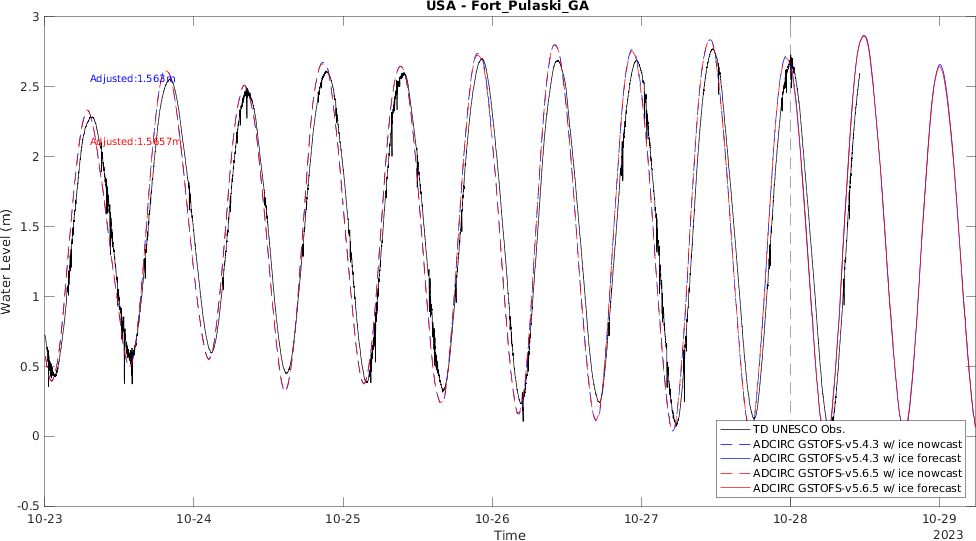 USA - Fort_Pulaski_GA
3
2.5
2
1.5
1
0.5
0
-0.5
Water Level (m)
Adjusted:1.563m
Adjusted:1.5657m
TD UNESCO Obs.
ADCIRC GSTOFS-v5.4.3 w/ ice nowcast
ADCIRC GSTOFS-v5.4.3 w/ ice forecast
ADCIRC GSTOFS-v5.6.5 w/ ice nowcast
ADCIRC GSTOFS-v5.6.5 w/ ice forecast
10-23 10-24 10-25 10-26 10-27 10-28 10-29
Time
2023